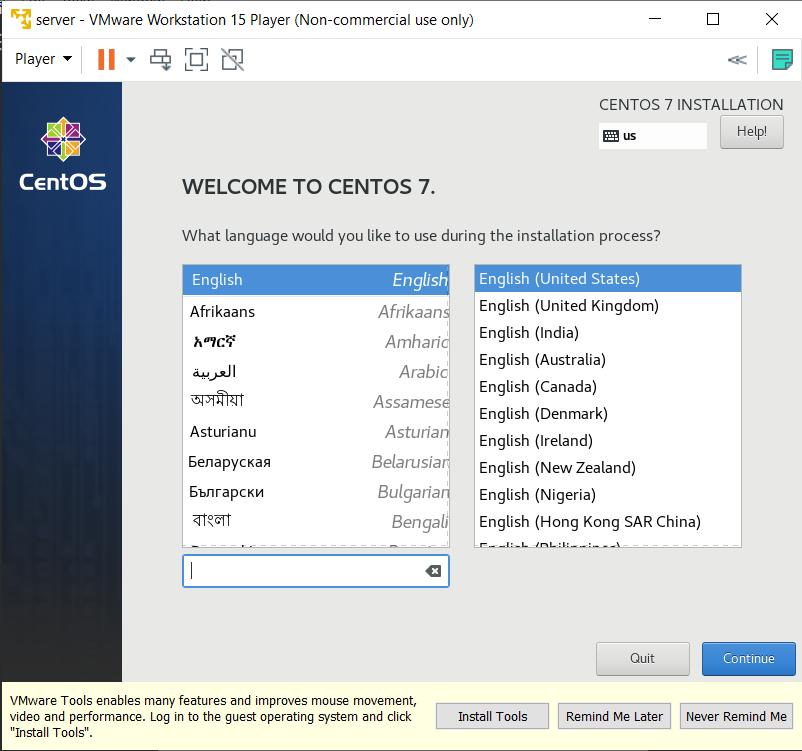 server - VMware Workstation 15 Player (Non-commercial use only)
Player
CENTOS 7 INSTALLATION
us
Help!
CentOS
WELCOME TO CENTOS 7.
What language would you like to use during the installation process?
English English
Afrikaans Afrikaans
አማርኛ Amharic
العربية Arabic
অসমীয়া Assamese
Asturianu Asturian
Беларуская Belarusian
Български Bulgarian
বাংলা Bengali
English (United States)
English (United Kingdom)
English (India)
English (Australia)
English (Canada)
English (Denmark)
English (Ireland)
English (New Zealand)
English (Nigeria)
English (Hong Kong SAR China)
English (Philippines)
Quit
Continue
VMware Tools enables many features and improves mouse movement,
video and performance. Log in to the guest operating system and click
"Install Tools".
Install Tools
Remind Me Later
Never Remind Me